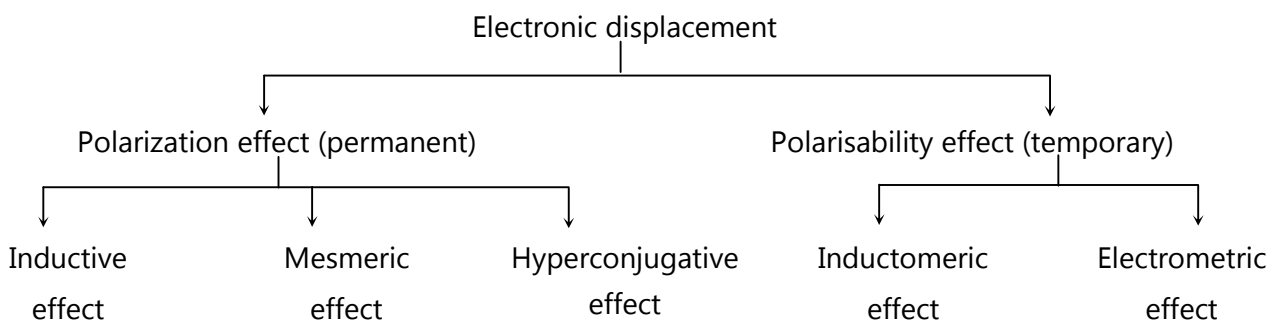 Electronic displacement
Polarization effect (permanent)
Polarisability effect (temporary)
Inductive
effect
Mesmeric
effect
Hyperconjugative
effect
Inductomeric
effect
Electrometric
effect